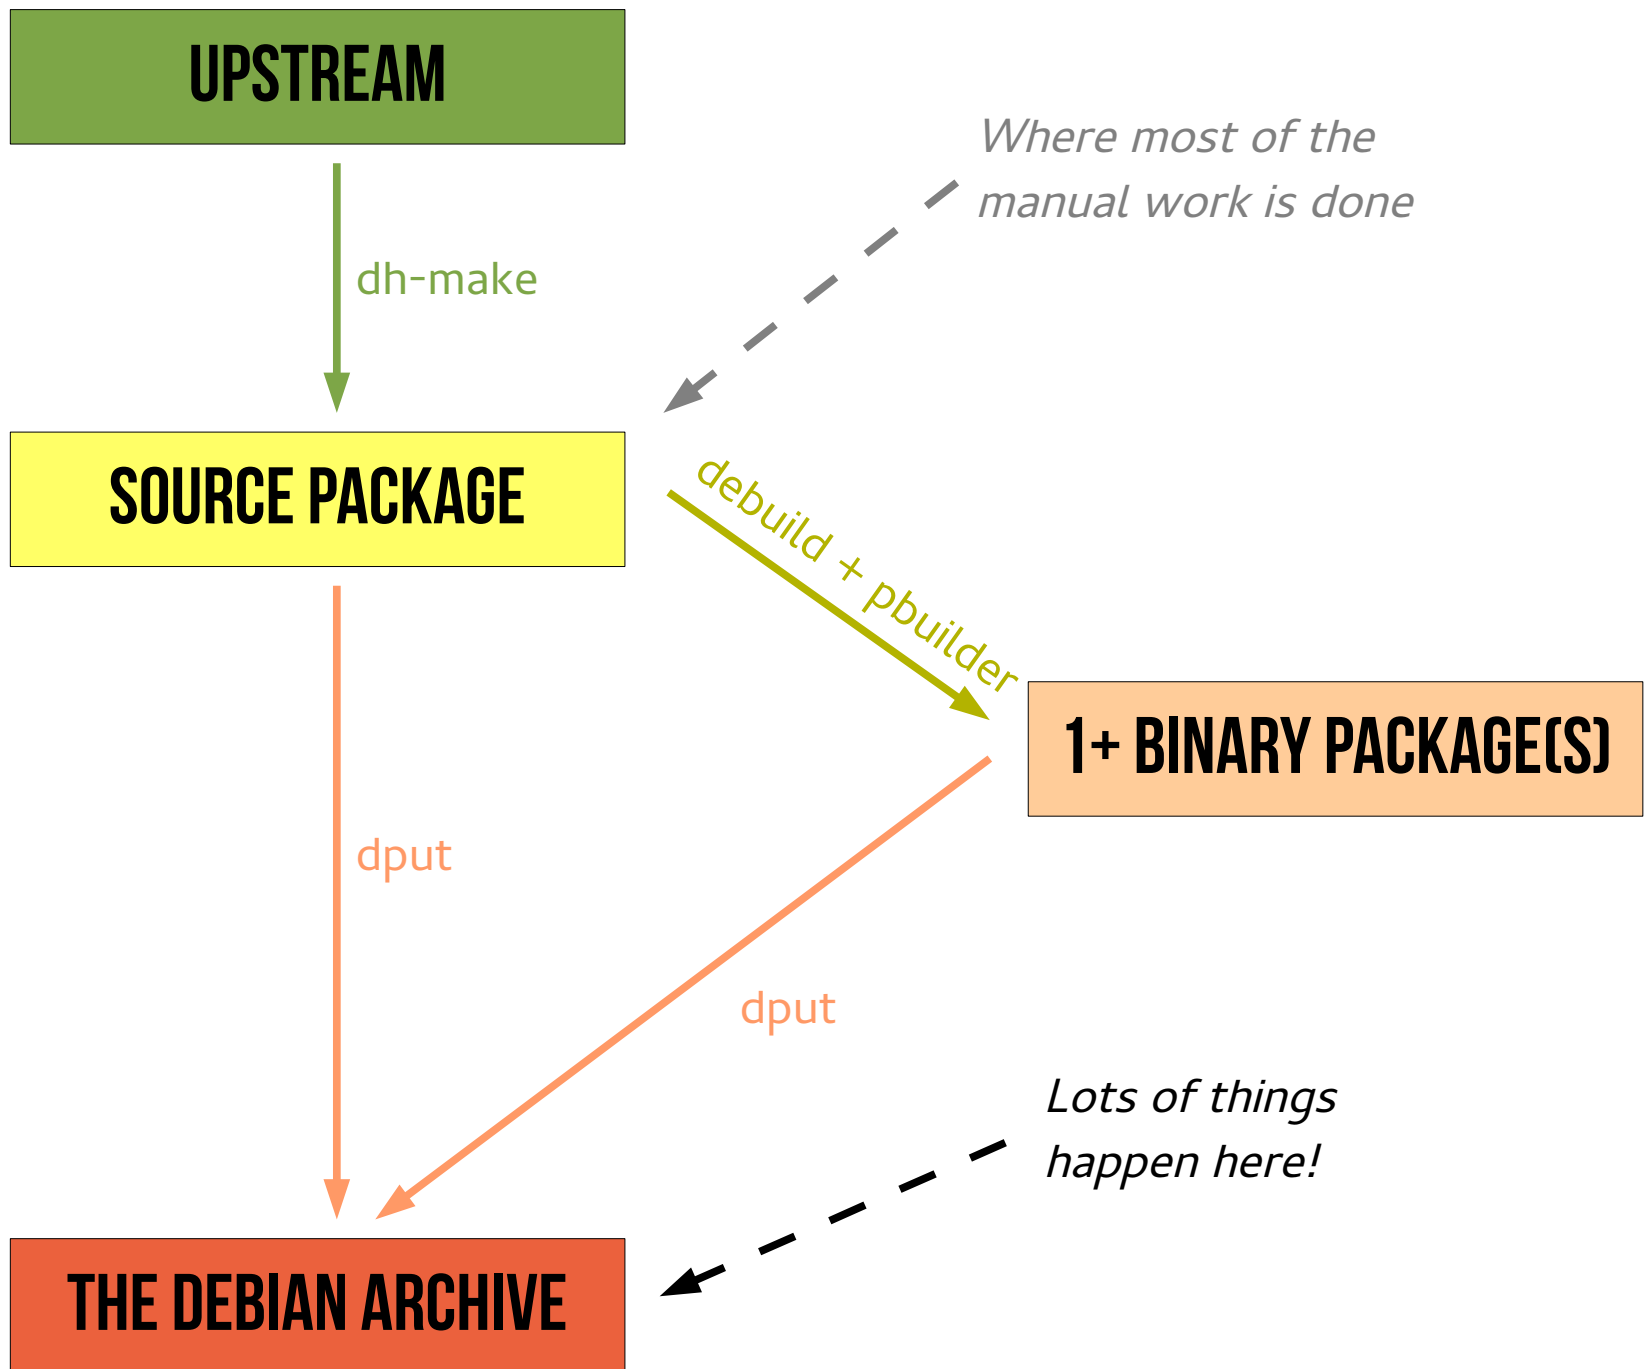 UPSTREAM
Where most of the
manual work is done
dh-make
SOURCE PACKAGE
debuild + pbuilder
1+ BINARY PACKAGE(S)
dput
dput
Lots of things
happen here!
THE DEBIAN ARCHIVE